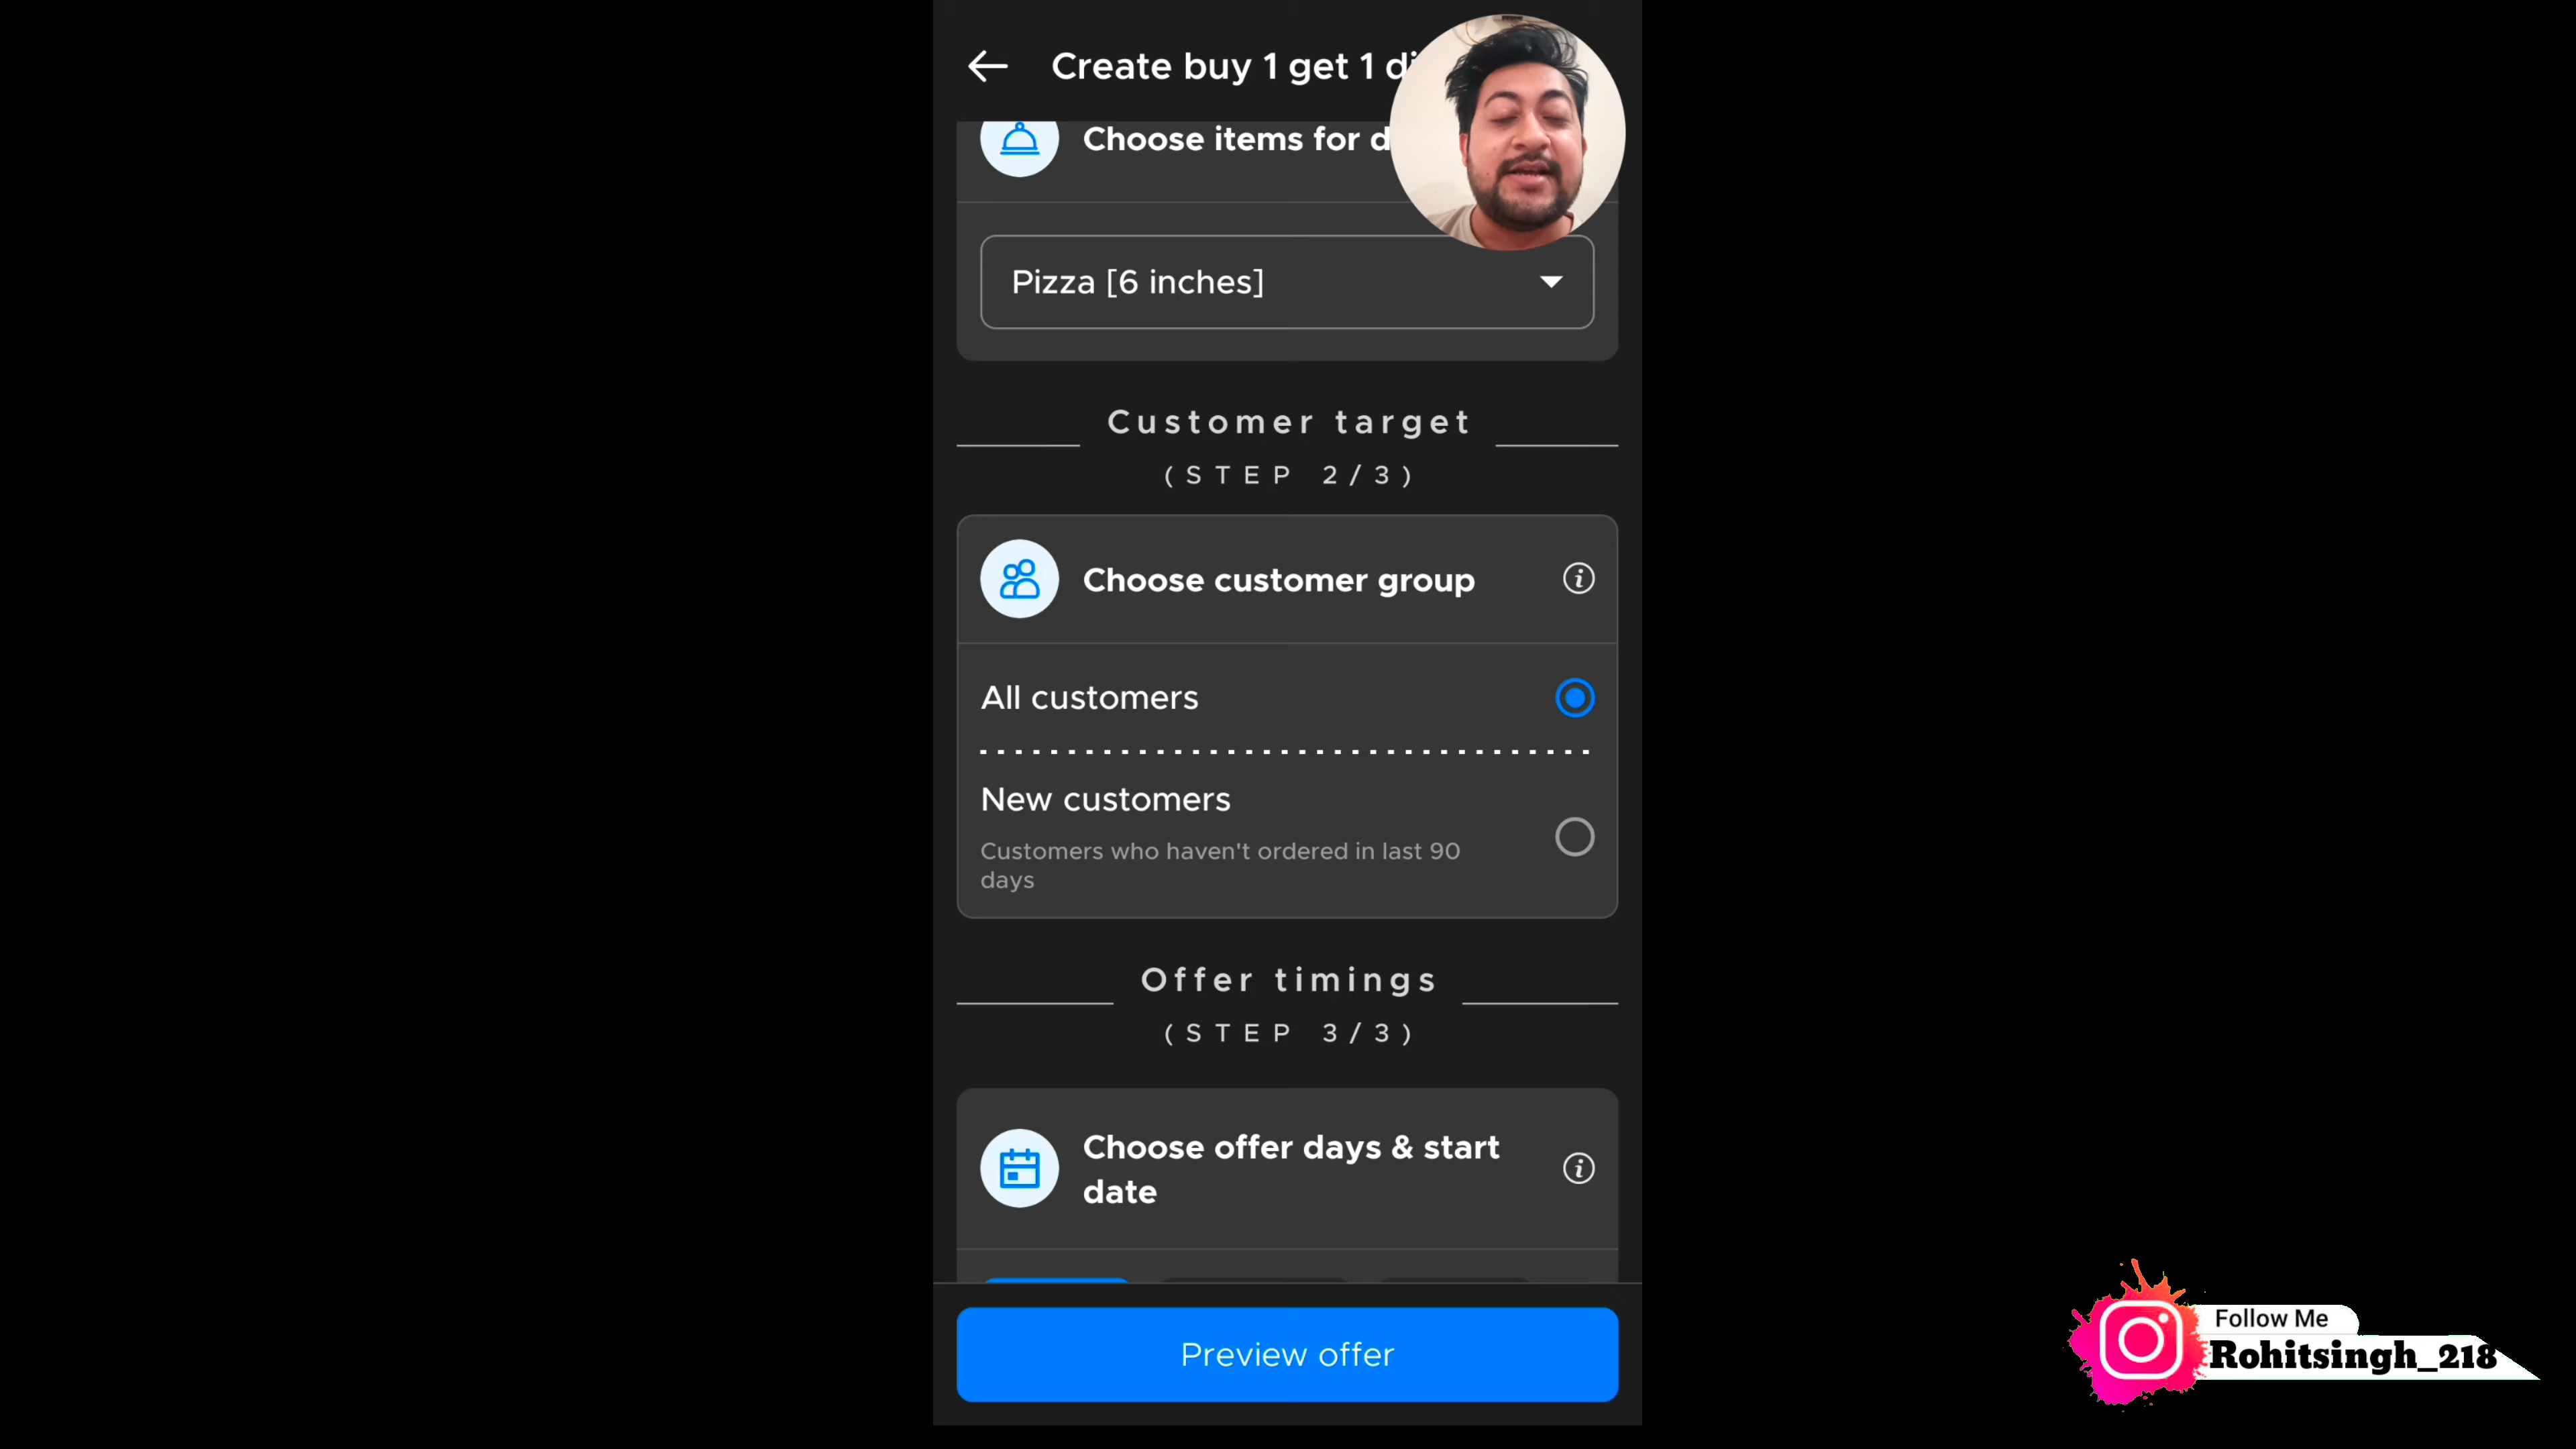 Create buy 1 get 1 di
Choose items for d
Pizza [6 inches]
Customer target
(STEP 2/3)
Choose customer group
All customers
New customers
Customers who haven't ordered in last 90
days
Offer timings
(STEP 3/3)
Choose offer days & start
date
Preview offer
Follow Me
Rohitsingh_218